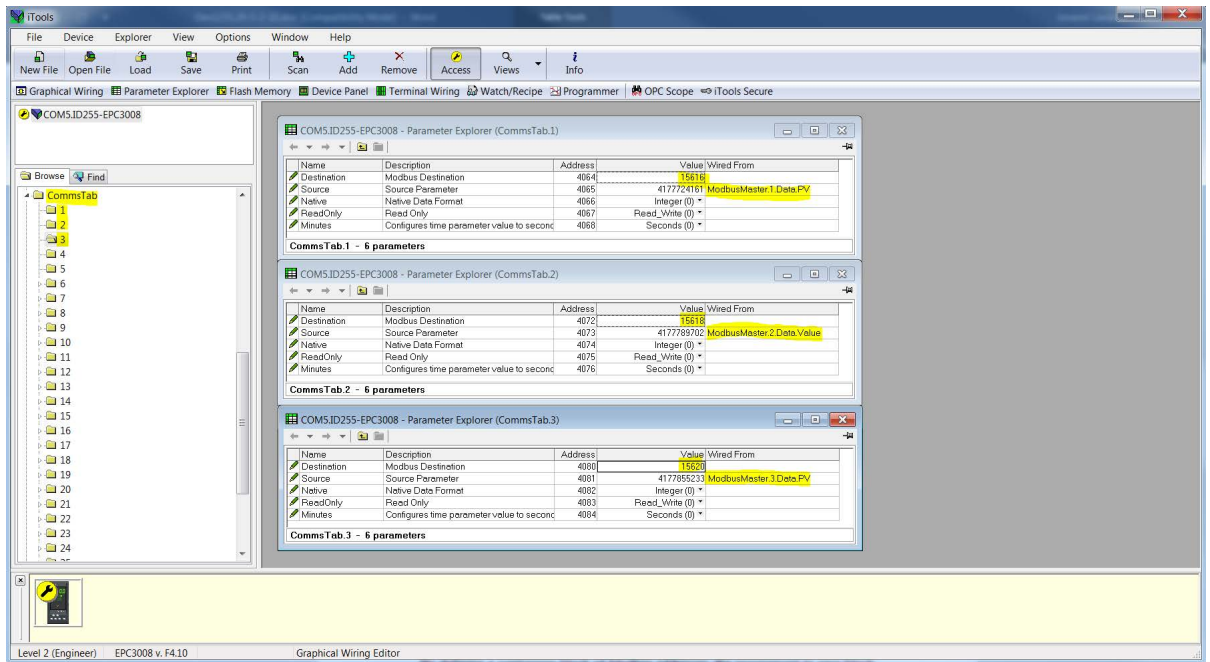 iTools
File Device Explorer View Options Window Help
New File Open File Load Save Print Scan Add Remove Access Views Info
Graphical Wiring Parameter Explorer Flash Memory Device Panel Terminal Wiring Watch/Recipe Programmer OPC Scope iTools Secure
COM5.ID255-EPC3008
Browse Find
CommsTab
1
2
3
4
5
6
7
8
9
10
11
12
13
14
15
16
17
18
19
20
21
22
23
24
COM5.ID255-EPC3008 - Parameter Explorer (CommsTab.1)
Name Description Address Value Wired From
Destination Modbus Destination 4064 15616
Source Source Parameter 4065 4177724161 ModbusMaster.1.Data.PV
Native Native Data Format 4066 Integer (0)
ReadOnly Read Only 4067 Read_Write (0)
Minutes Configures time parameter value to second 4068 Seconds (0)
CommsTab.1 - 6 parameters
COM5.ID255-EPC3008 - Parameter Explorer (CommsTab.2)
Name Description Address Value Wired From
Destination Modbus Destination 4072 15618
Source Source Parameter 4073 4177789702 ModbusMaster.2.Data.Value
Native Native Data Format 4074 Integer (0)
ReadOnly Read Only 4075 Read_Write (0)
Minutes Configures time parameter value to second 4076 Seconds (0)
CommsTab.2 - 6 parameters
COM5.ID255-EPC3008 - Parameter Explorer (CommsTab.3)
Name Description Address Value Wired From
Destination Modbus Destination 4080 15620
Source Source Parameter 4081 4177855233 ModbusMaster.3.Data.PV
Native Native Data Format 4082 Integer (0)
ReadOnly Read Only 4083 Read_Write (0)
Minutes Configures time parameter value to second 4084 Seconds (0)
CommsTab.3 - 6 parameters
Level 2 (Engineer) EPC3008 v. F4.10 Graphical Wiring Editor